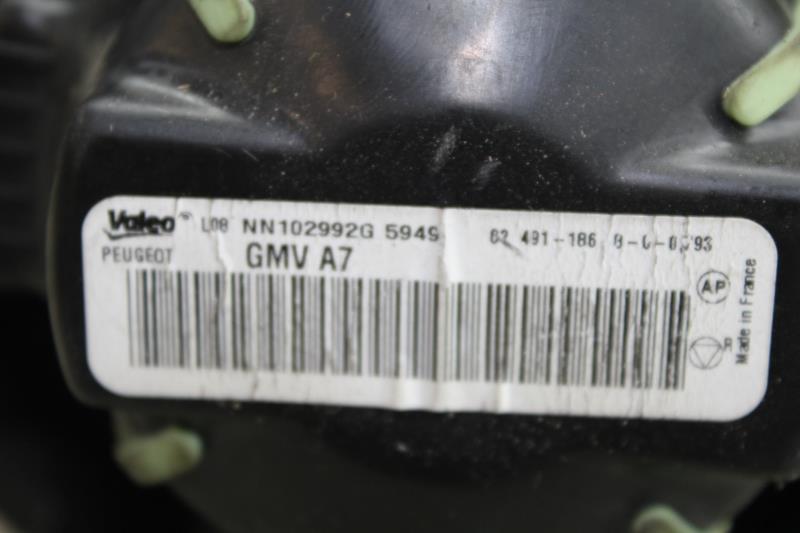 Valeo L08 NN102992G 5949 62 491-186
PEUGEOT GMV A7
AP
R
Made in France